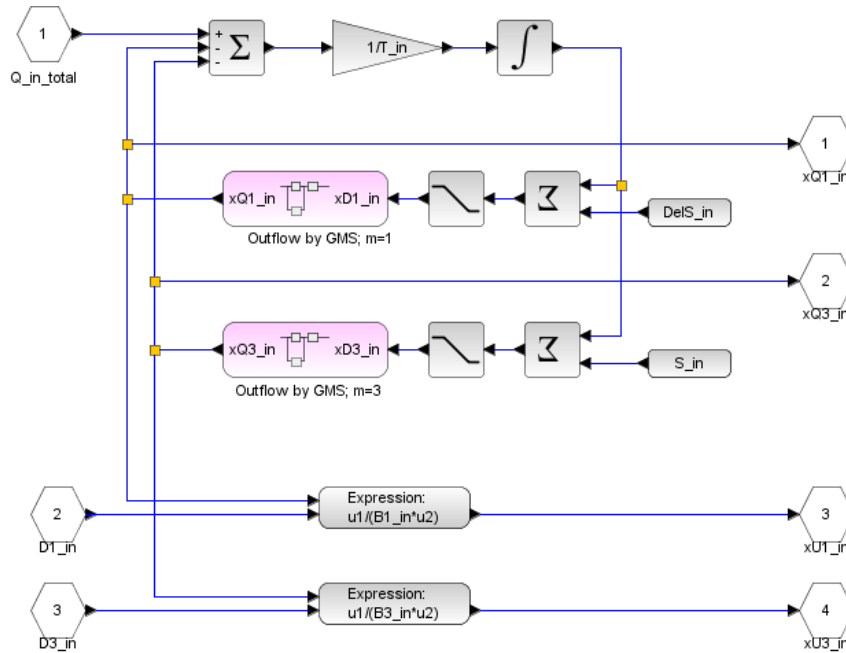 1
Q_in_total
+
-
-
Σ
1/T_in
∫
1
xQ1_in
xQ1_in xD1_in
Outflow by GMS; m=1
Σ
DelS_in
2
xQ3_in
xQ3_in xD3_in
Outflow by GMS; m=3
Σ
S_in
2
D1_in
Expression:
u1/(B1_in*u2)
3
xU1_in
3
D3_in
Expression:
u1/(B3_in*u2)
4
xU3_in